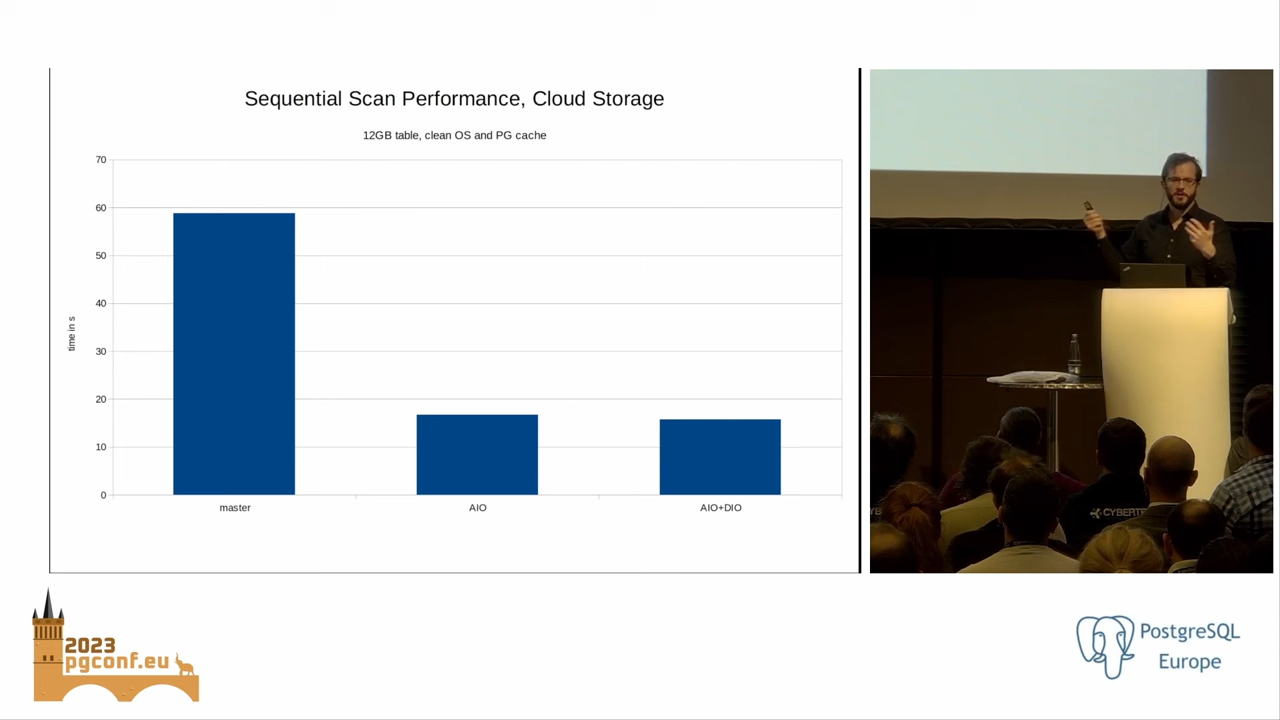 Sequential Scan Performance, Cloud Storage
12GB table, clean OS and PG cache
70
60
50
40
30
20
10
0
time in s
master
AIO
AIO+DIO
2023
pgconf.eu
PostgreSQL
Europe